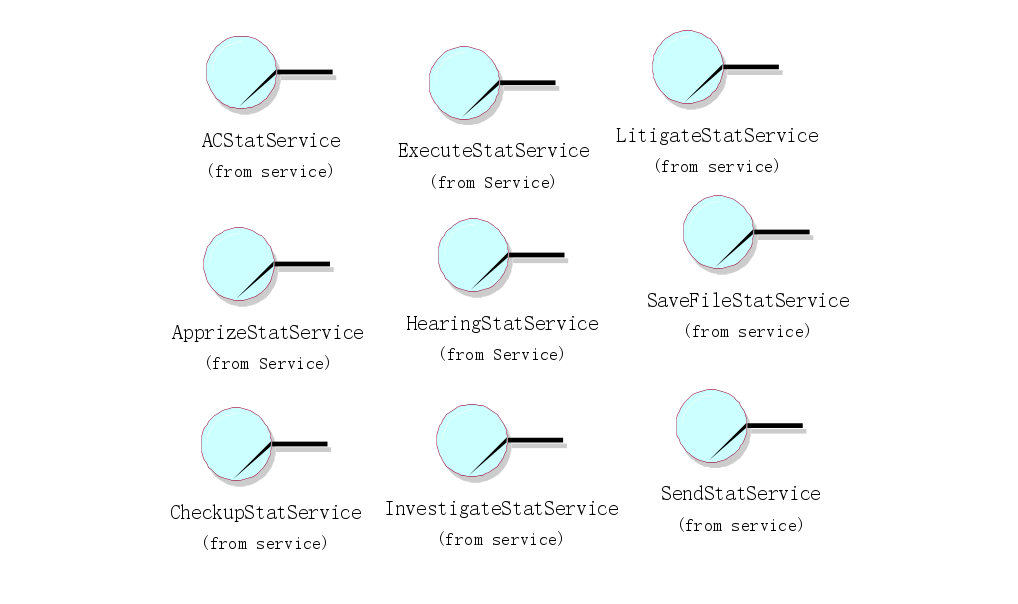 ACStatService
(from service)
ExecuteStatService
(from Service)
LitigateStatService
(from service)
ApprizeStatService
(from Service)
HearingStatService
(from Service)
SaveFileStatService
(from service)
CheckupStatService
(from service)
InvestigateStatService
(from service)
SendStatService
(from service)